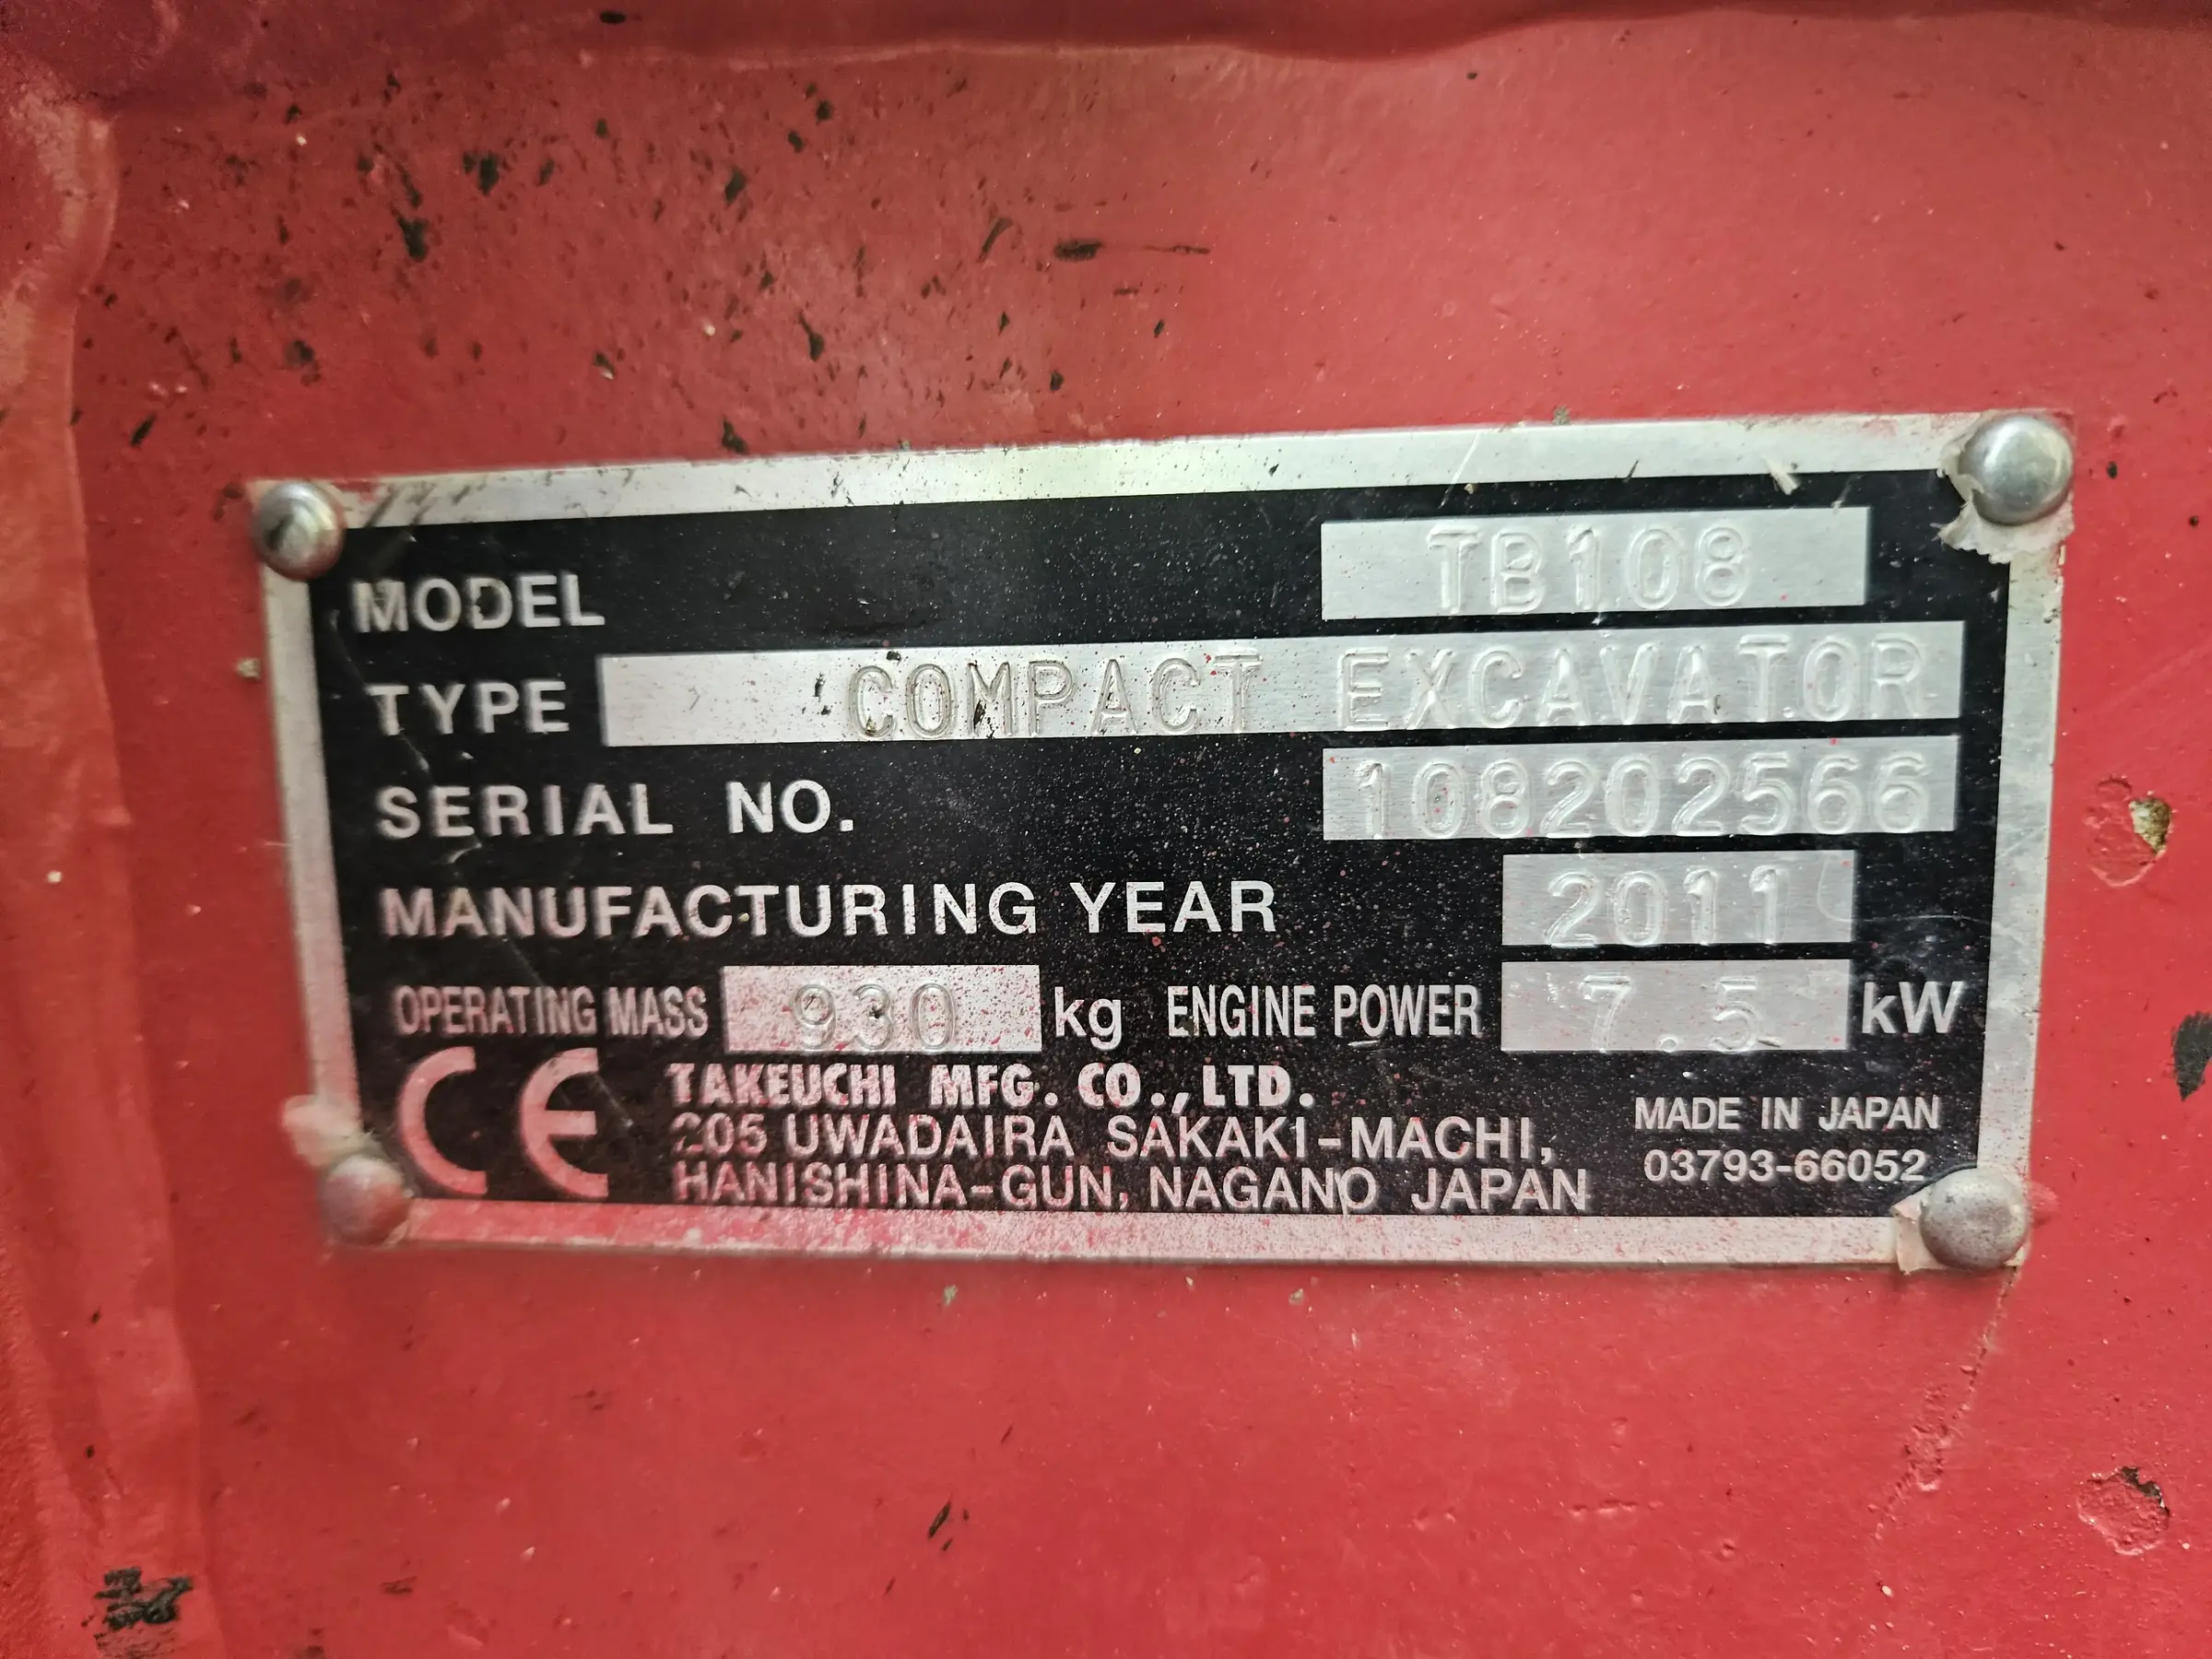 MODEL TB108
TYPE COMPACT EXCAVATOR
SERIAL NO. 108202566
MANUFACTURING YEAR 2011
OPERATING MASS 930 kg ENGINE POWER 7.5 kW
CE
TAKEUCHI MFG. CO.,LTD.
205 UWADAIRA SAKAKI-MACHI,
HANISHINA-GUN, NAGANO JAPAN
MADE IN JAPAN
03793-66052